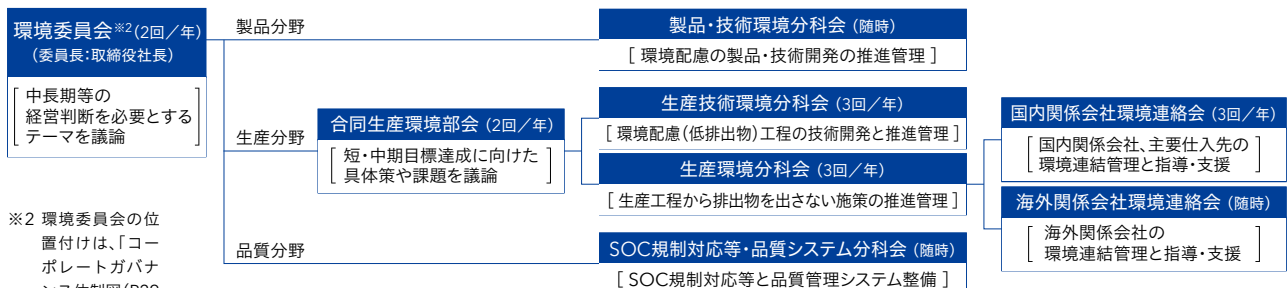 環境委員会※2(2回／年)
(委員長:取締役社長)
中長期等の
経営判断を必要とする
テーマを議論
製品分野
製品・技術環境分科会 (随時)
[ 環境配慮の製品・技術開発の推進管理 ]
生産分野
合同生産環境部会 (2回／年)
短・中期目標達成に向けた
具体策や課題を議論
生産技術環境分科会 (3回／年)
[ 環境配慮(低排出物)工程の技術開発と推進管理 ]
生産環境分科会 (3回／年)
[ 生産工程から排出物を出さない施策の推進管理 ]
国内関係会社環境連絡会 (3回／年)
国内関係会社、主要仕入先の
環境連結管理と指導・支援
海外関係会社環境連絡会 (随時)
海外関係会社の
環境連結管理と指導・支援
品質分野
SOC規制対応等・品質システム分科会 (随時)
[ SOC規制対応等と品質管理システム整備 ]
※2 環境委員会の位
置付けは、「コー
ポレートガバナ